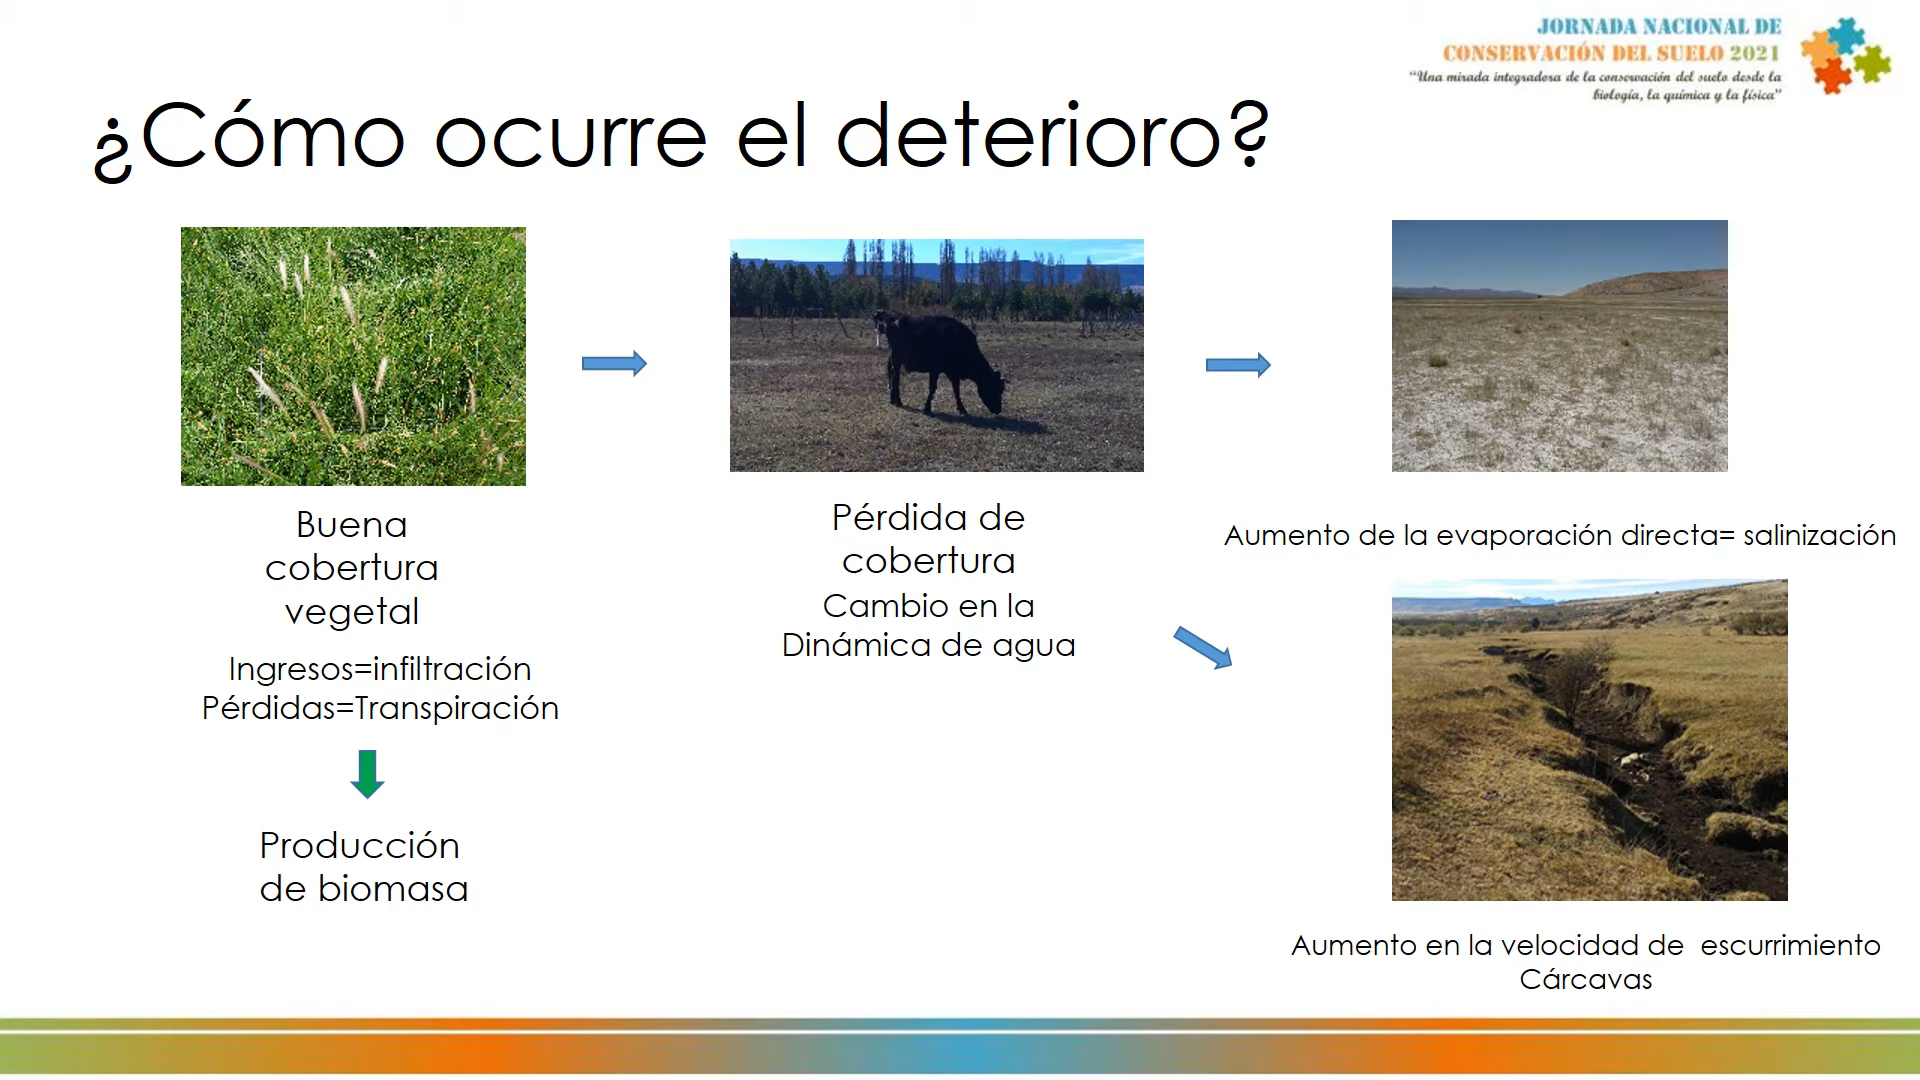 JORNADA NACIONAL DE
CONSERVACIÓN DEL SUELO 2021
"Una mirada integradora de la conservación del suelo desde la
biología, la química y la física"
¿Cómo ocurre el deterioro?
Buena
cobertura
vegetal
Ingresos=infiltración
Pérdidas=Transpiración
Producción
de biomasa
Pérdida de
cobertura
Cambio en la
Dinámica de agua
Aumento de la evaporación directa= salinización
Aumento en la velocidad de  escurrimiento
Cárcavas